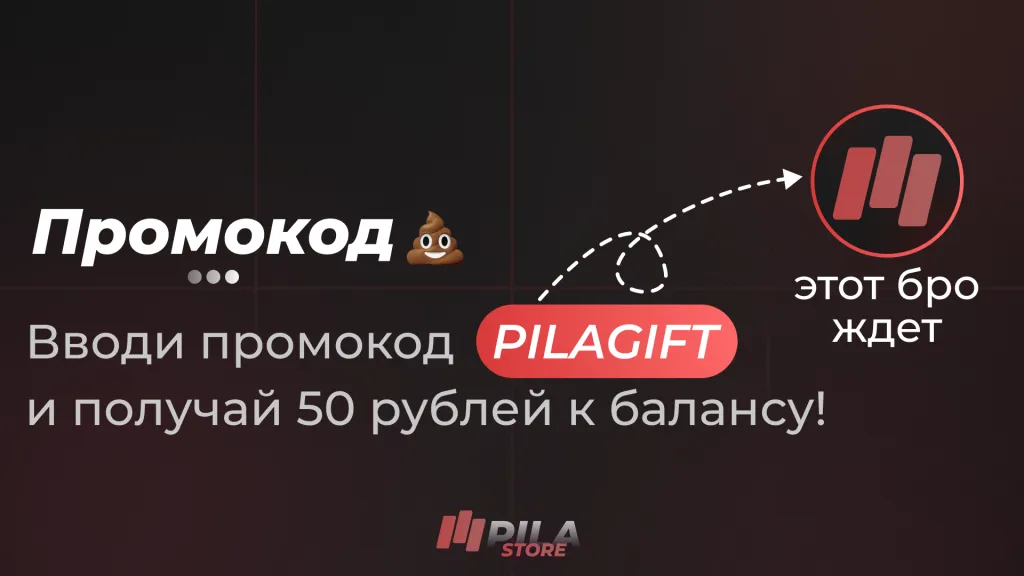 Промокод 💩
Вводи промокод PILAGIFT
и получай 50 рублей к балансу!
этот бро
ждет
PILA
STORE